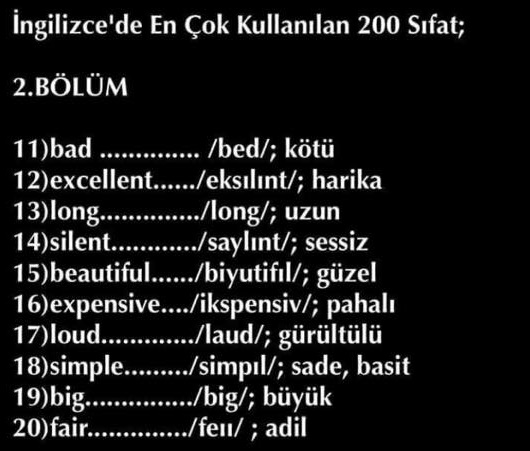 İngilizce'de En Çok Kullanılan 200 Sıfat;
2.BÖLÜM
11)bad .............. /bed/; kötü
12)excellent....../eksılınt/; harika
13)long............../long/; uzun
14)silent............/saylınt/; sessiz
15)beautiful....../biyutifıl/; güzel
16)expensive..../ikspensiv/; pahalı
17)loud............./laud/; gürültülü
18)simple........./simpıl/; sade, basit
19)big.............../big/; büyük
20)fair............../feıı/ ; adil